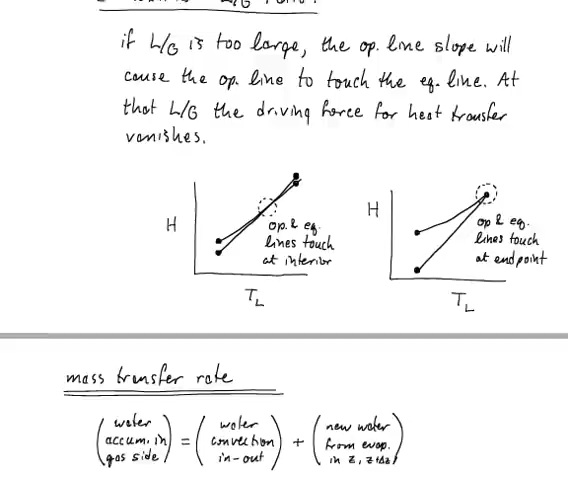 L/G
if L/G is too large, the op. line slope will
cause the op. line to touch the eq. line. At
that L/G the driving force for heat transfer
vanishes.
H
op. & eq.
lines touch
at interior
TL
H
op & eq.
lines touch
at endpoint
TL
mass transfer rate
(water accum. in gas side) = (water convection in-out) + (new water from evap. in z, z+Δz)